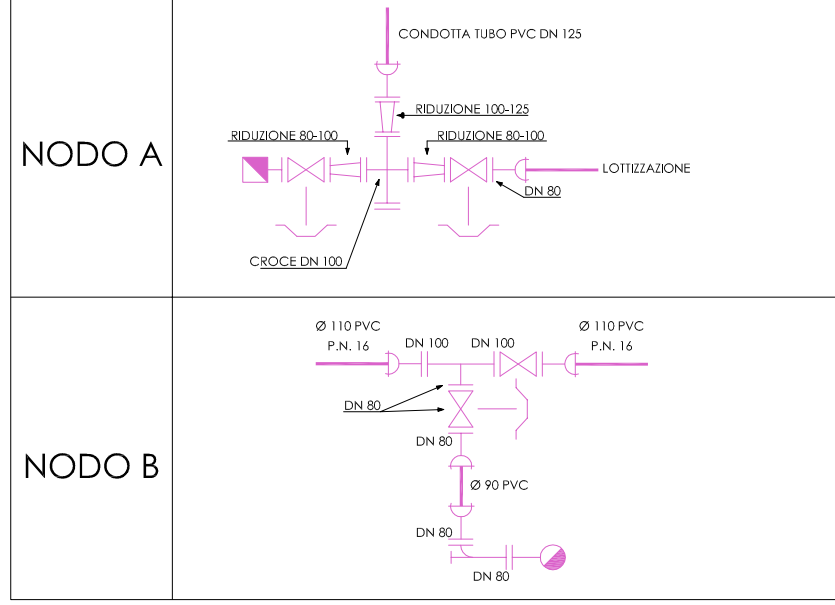 NODO A
CONDOTTA TUBO PVC DN 125
RIDUZIONE 100-125
RIDUZIONE 80-100
RIDUZIONE 80-100
LOTTIZZAZIONE
DN 80
CROCE DN 100
NODO B
Ø 110 PVC
P.N. 16
DN 100
DN 100
Ø 110 PVC
P.N. 16
DN 80
DN 80
Ø 90 PVC
DN 80
DN 80